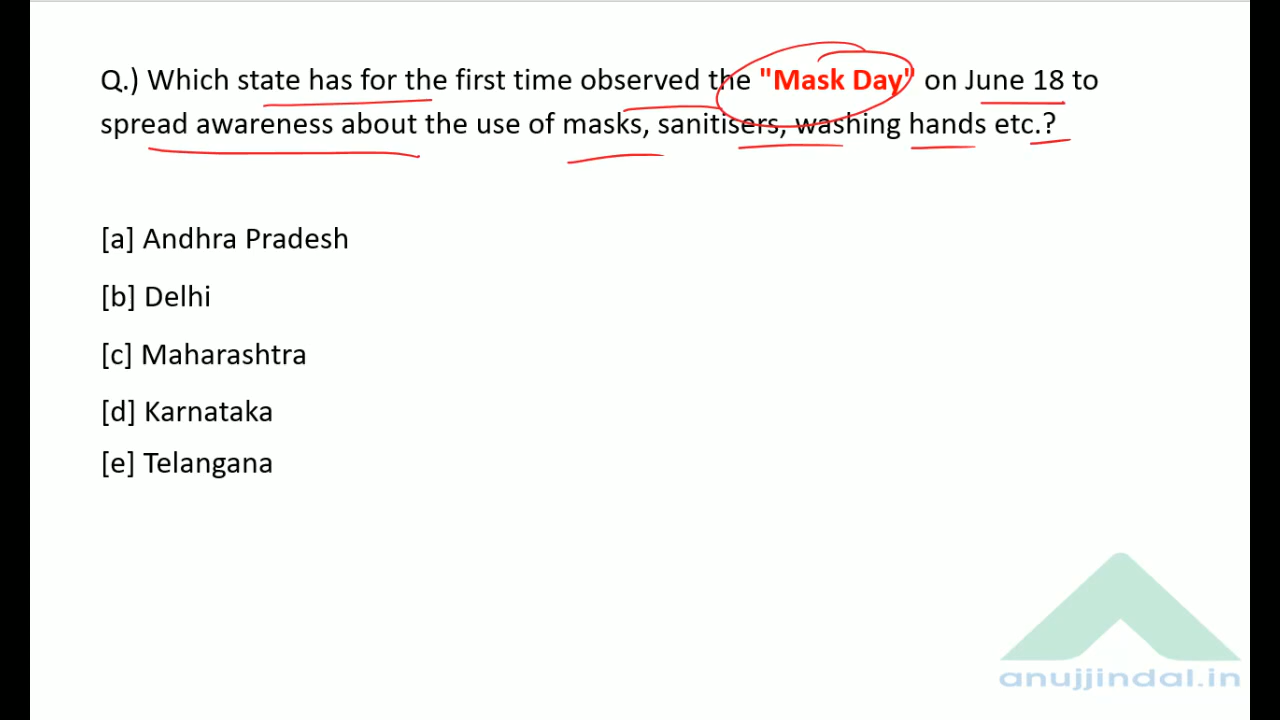 Q.) Which state has for the first time observed the "Mask Day" on June 18 to
spread awareness about the use of masks, sanitisers, washing hands etc.?
[a] Andhra Pradesh
[b] Delhi
[c] Maharashtra
[d] Karnataka
[e] Telangana
anujjindal.in